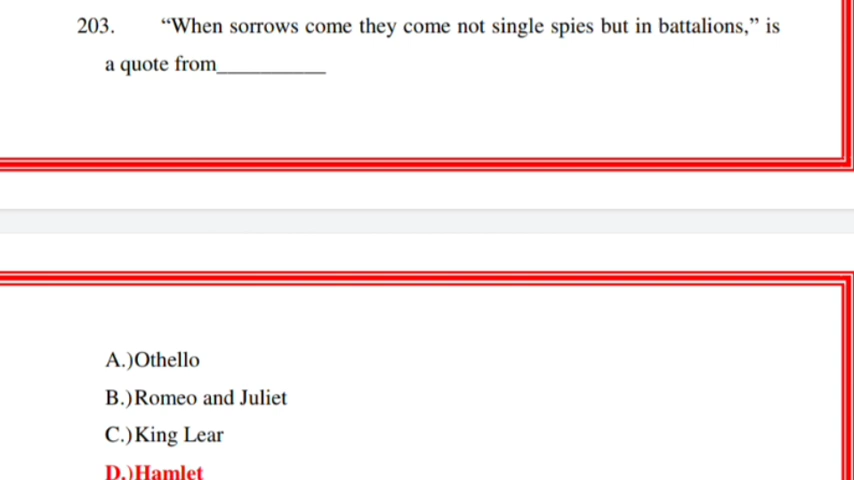 203. “When sorrows come they come not single spies but in battalions,” is
a quote from__________
A.)Othello
B.)Romeo and Juliet
C.)King Lear
D.)Hamlet